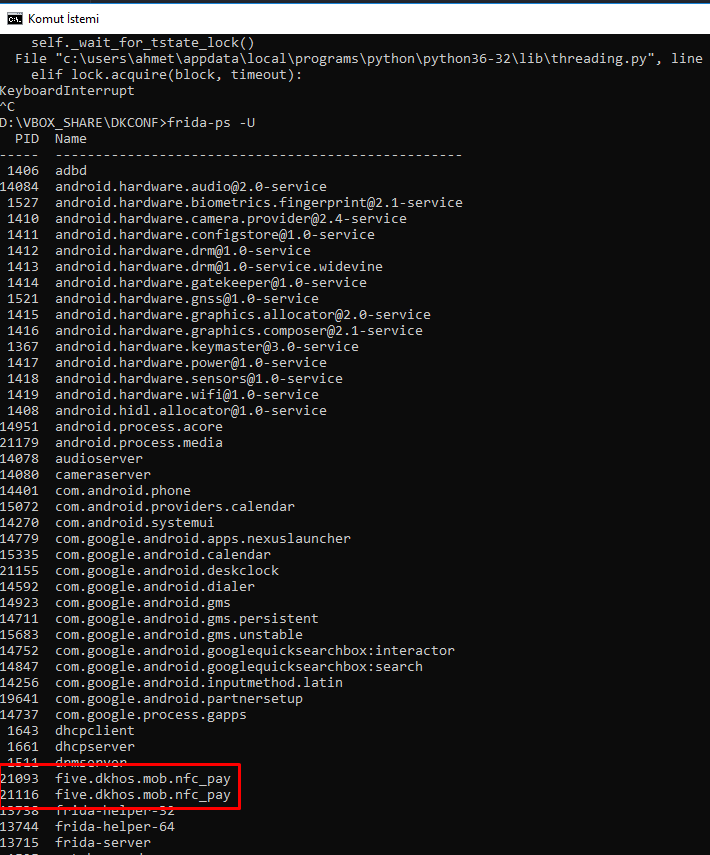 Komut İstemi
self._wait_for_tstate_lock()
File "c:\users\ahmet\appdata\local\programs\python\python36-32\lib\threading.py", line
elif lock.acquire(block, timeout):
KeyboardInterrupt
^C
D:\VBOX_SHARE\DKCONF>frida-ps -U
PID  Name
-----  ---------------------------------------------------
1406  adbd
14084  android.hardware.audio@2.0-service
1527  android.hardware.biometrics.fingerprint@2.1-service
1410  android.hardware.camera.provider@2.4-service
1411  android.hardware.configstore@1.0-service
1412  android.hardware.drm@1.0-service
1413  android.hardware.drm@1.0-service.widevine
1414  android.hardware.gatekeeper@1.0-service
1521  android.hardware.gnss@1.0-service
1415  android.hardware.graphics.allocator@2.0-service
1416  android.hardware.graphics.composer@2.1-service
1367  android.hardware.keymaster@3.0-service
1417  android.hardware.power@1.0-service
1418  android.hardware.sensors@1.0-service
1419  android.hardware.wifi@1.0-service
1408  android.hidl.allocator@1.0-service
14951  android.process.acore
21179  android.process.media
14078  audioserver
14080  cameraserver
14401  com.android.phone
15072  com.android.providers.calendar
14270  com.android.systemui
14779  com.google.android.apps.nexuslauncher
15335  com.google.android.calendar
21155  com.google.android.deskclock
14592  com.google.android.dialer
14923  com.google.android.gms
14711  com.google.android.gms.persistent
15683  com.google.android.gms.unstable
14752  com.google.android.googlequicksearchbox:interactor
14847  com.google.android.googlequicksearchbox:search
14256  com.google.android.inputmethod.latin
19641  com.google.android.partnersetup
14737  com.google.process.gapps
1643  dhcpclient
1661  dhcpserver
1511  drmserver
21093  five.dkhos.mob.nfc_pay
21116  five.dkhos.mob.nfc_pay
13738  frida-helper-32
13744  frida-helper-64
13715  frida-server